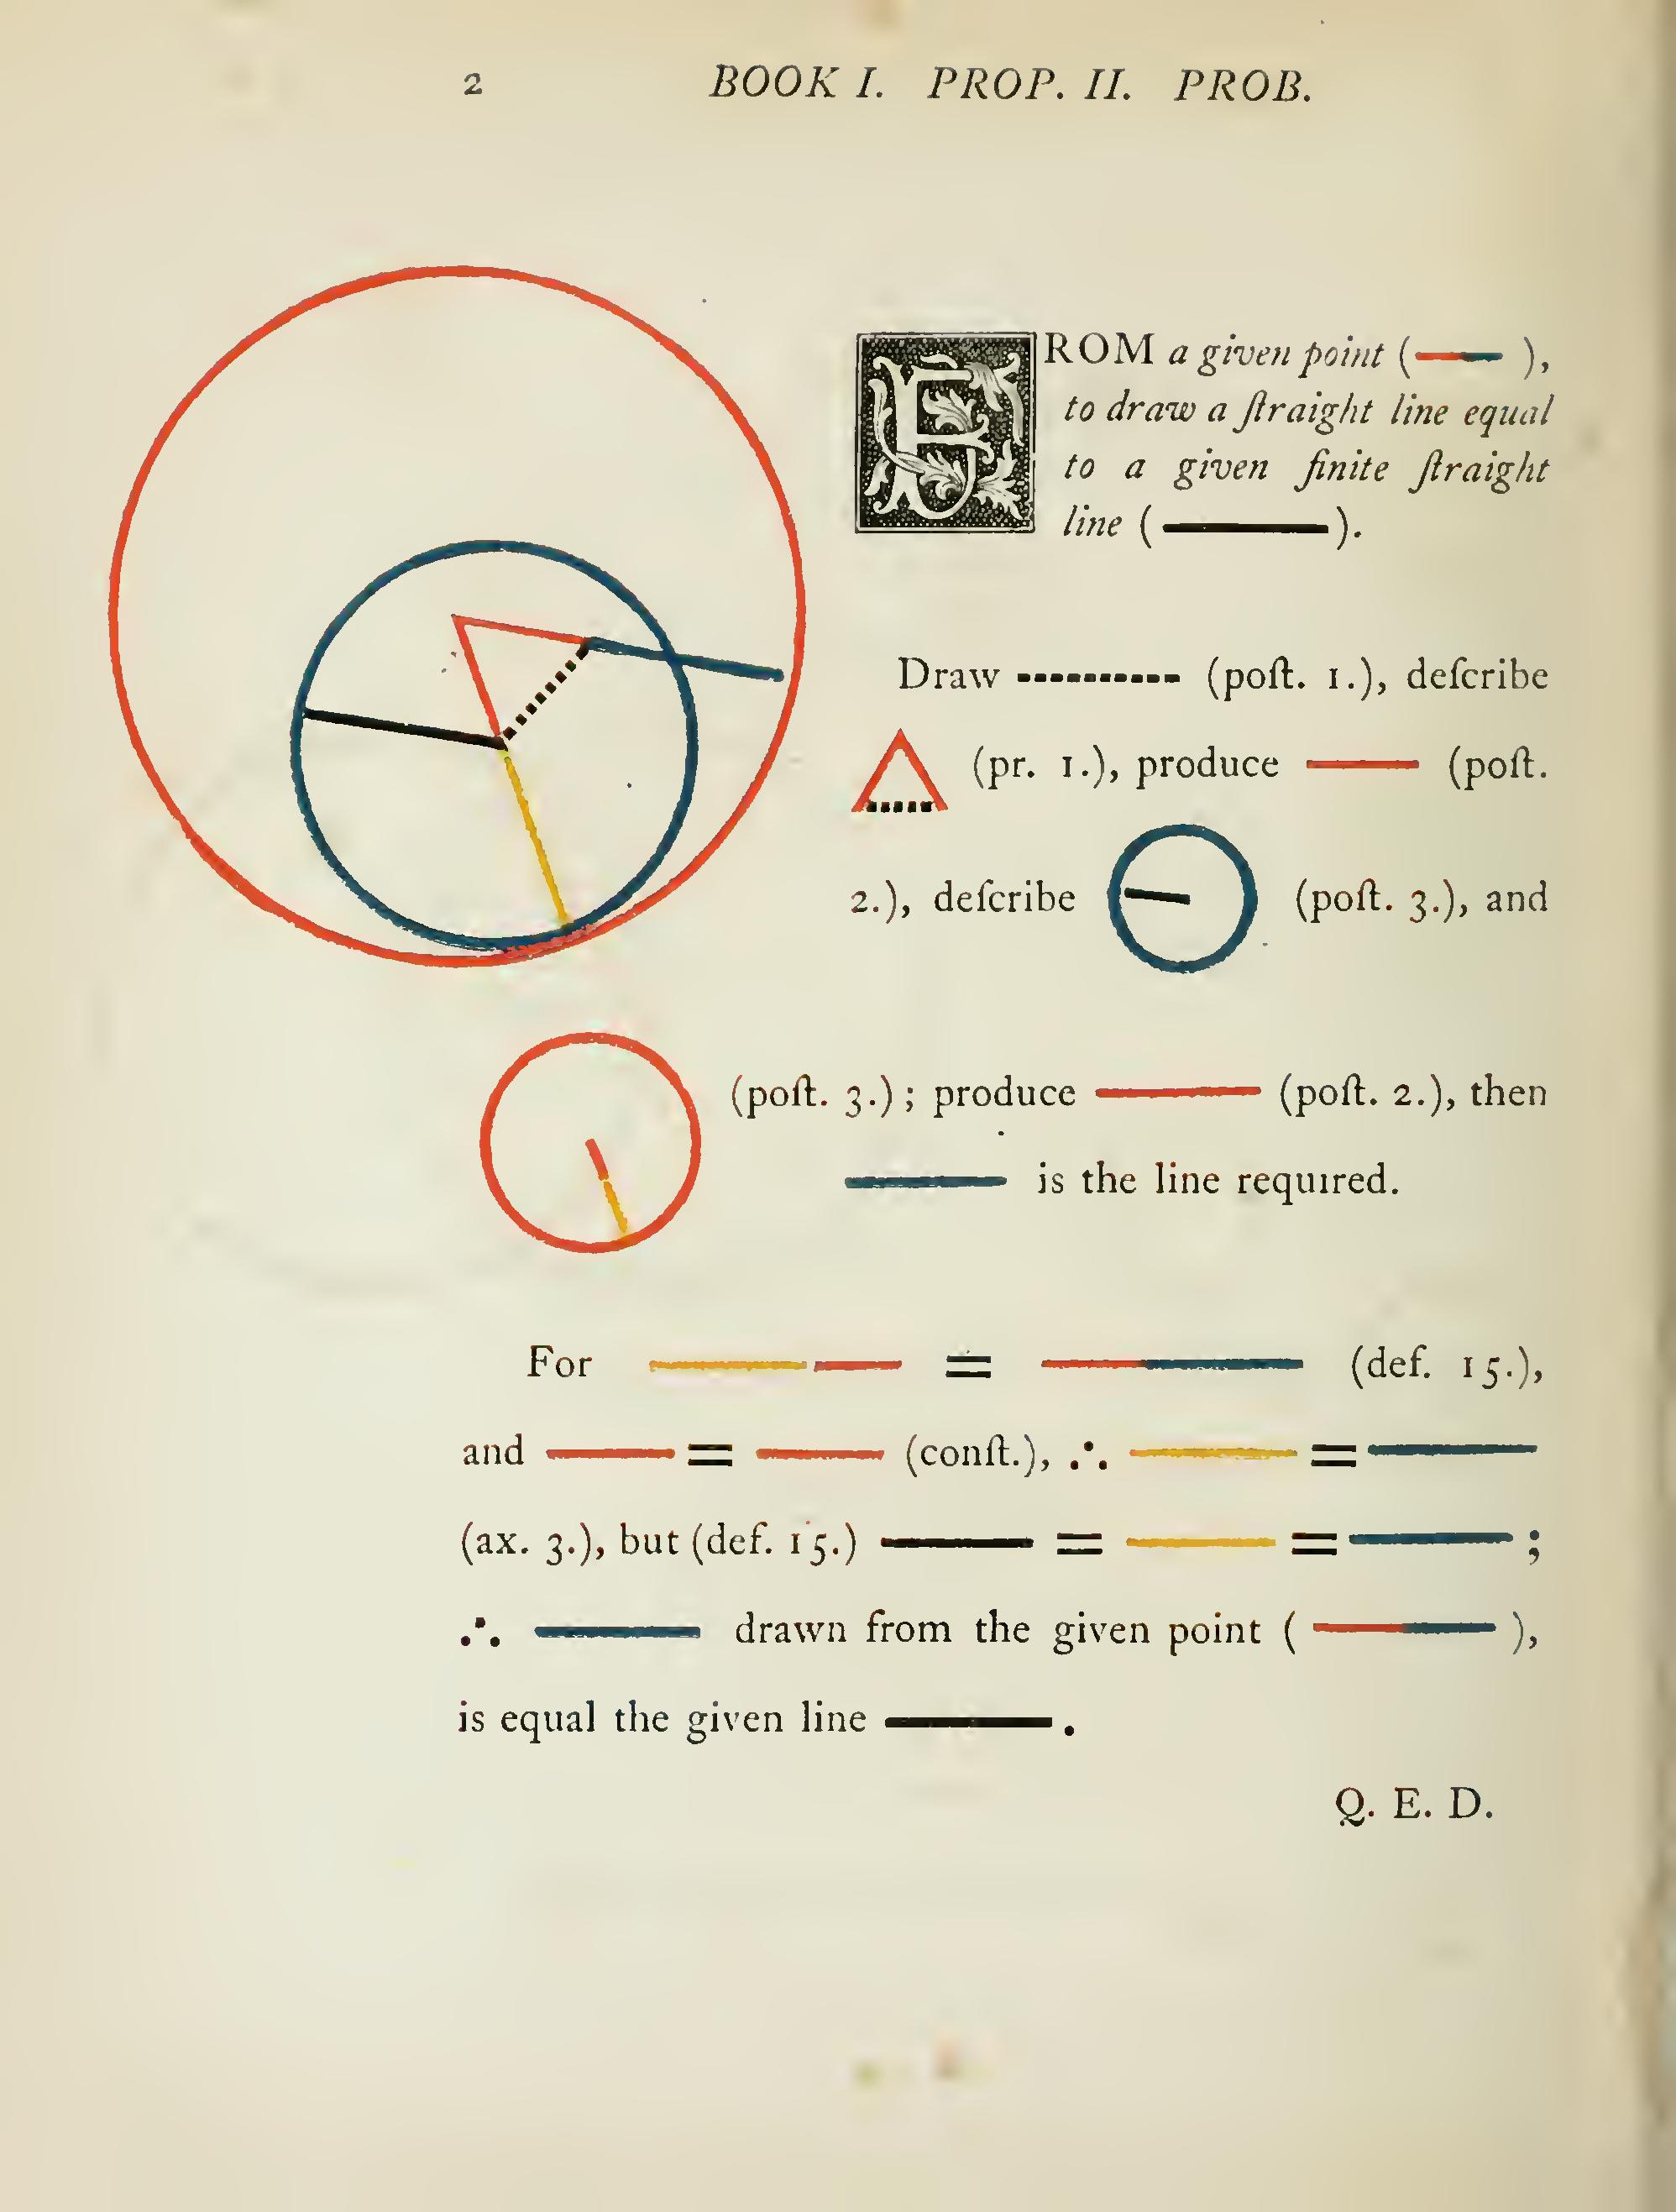 2 BOOK I. PROP. II. PROB.
FROM a given point ( ),
to draw a ſtraight line equal
to a given finite ſtraight
line ( ).
Draw (poſt. 1.), deſcribe
(pr. 1.), produce (poſt.
2.), deſcribe (poſt. 3.), and
(poſt. 3.) ; produce (poſt. 2.), then
is the line required.
For = (def. 15.),
and = (conſt.), ∴ =
(ax. 3.), but (def. 15.) = = ;
∴ drawn from the given point ( ),
is equal the given line .
Q. E. D.